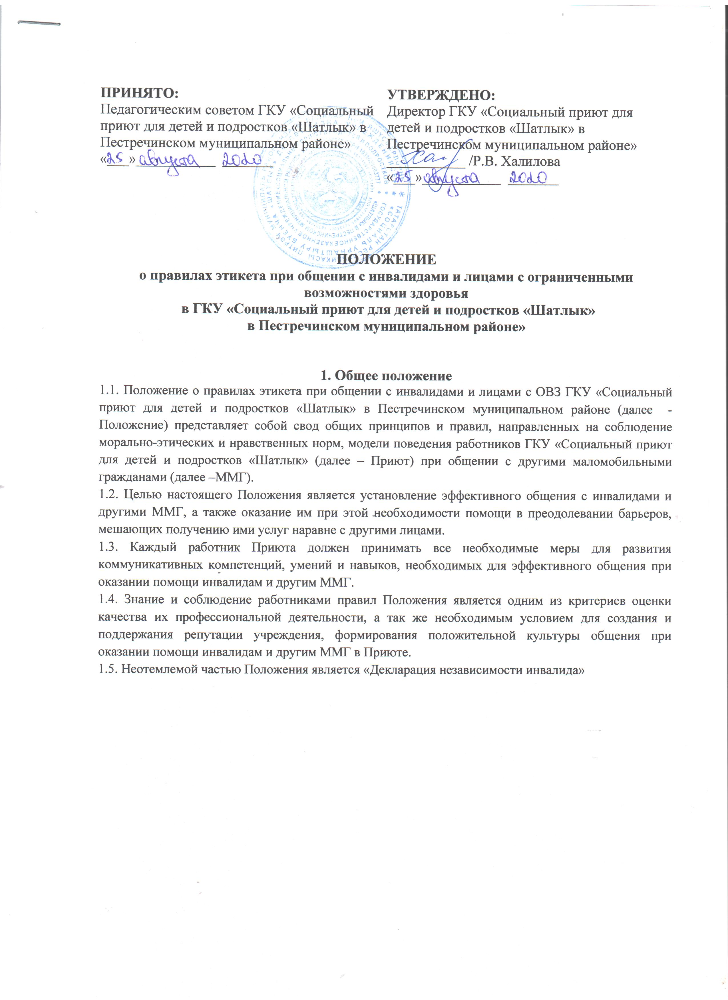 ПРИНЯТО:
Педагогическим советом ГКУ «Социальный
приют для детей и подростков «Шатлык» в
Пестречинском муниципальном районе»
«25» августа 2020
УТВЕРЖДЕНО:
Директор ГКУ «Социальный приют для
детей и подростков «Шатлык» в
Пестречинском муниципальном районе»
/Р.В. Халилова
«25» августа 2020
ПОЛОЖЕНИЕ
о правилах этикета при общении с инвалидами и лицами с ограниченными
возможностями здоровья
в ГКУ «Социальный приют для детей и подростков «Шатлык»
в Пестречинском муниципальном районе»
1. Общее положение
1.1. Положение о правилах этикета при общении с инвалидами и лицами с ОВЗ ГКУ «Социальный
приют для детей и подростков «Шатлык» в Пестречинском муниципальном районе (далее -
Положение) представляет собой свод общих принципов и правил, направленных на соблюдение
морально-этических и нравственных норм, модели поведения работников ГКУ «Социальный приют
для детей и подростков «Шатлык» (далее – Приют) при общении с другими маломобильными
гражданами (далее –ММГ).
1.2. Целью настоящего Положения является установление эффективного общения с инвалидами и
другими ММГ, а также оказание им при этой необходимости помощи в преодолевании барьеров,
мешающих получению ими услуг наравне с другими лицами.
1.3. Каждый работник Приюта должен принимать все необходимые меры для развития
коммуникативных компетенций, умений и навыков, необходимых для эффективного общения при
оказании помощи инвалидам и другим ММГ.
1.4. Знание и соблюдение работниками правил Положения является одним из критериев оценки
качества их профессиональной деятельности, а так же необходимым условием для создания и
поддержания репутации учреждения, формирования положительной культуры общения при
оказании помощи инвалидам и другим ММГ в Приюте.
1.5. Неотемлемой частью Положения является «Декларация независимости инвалида»